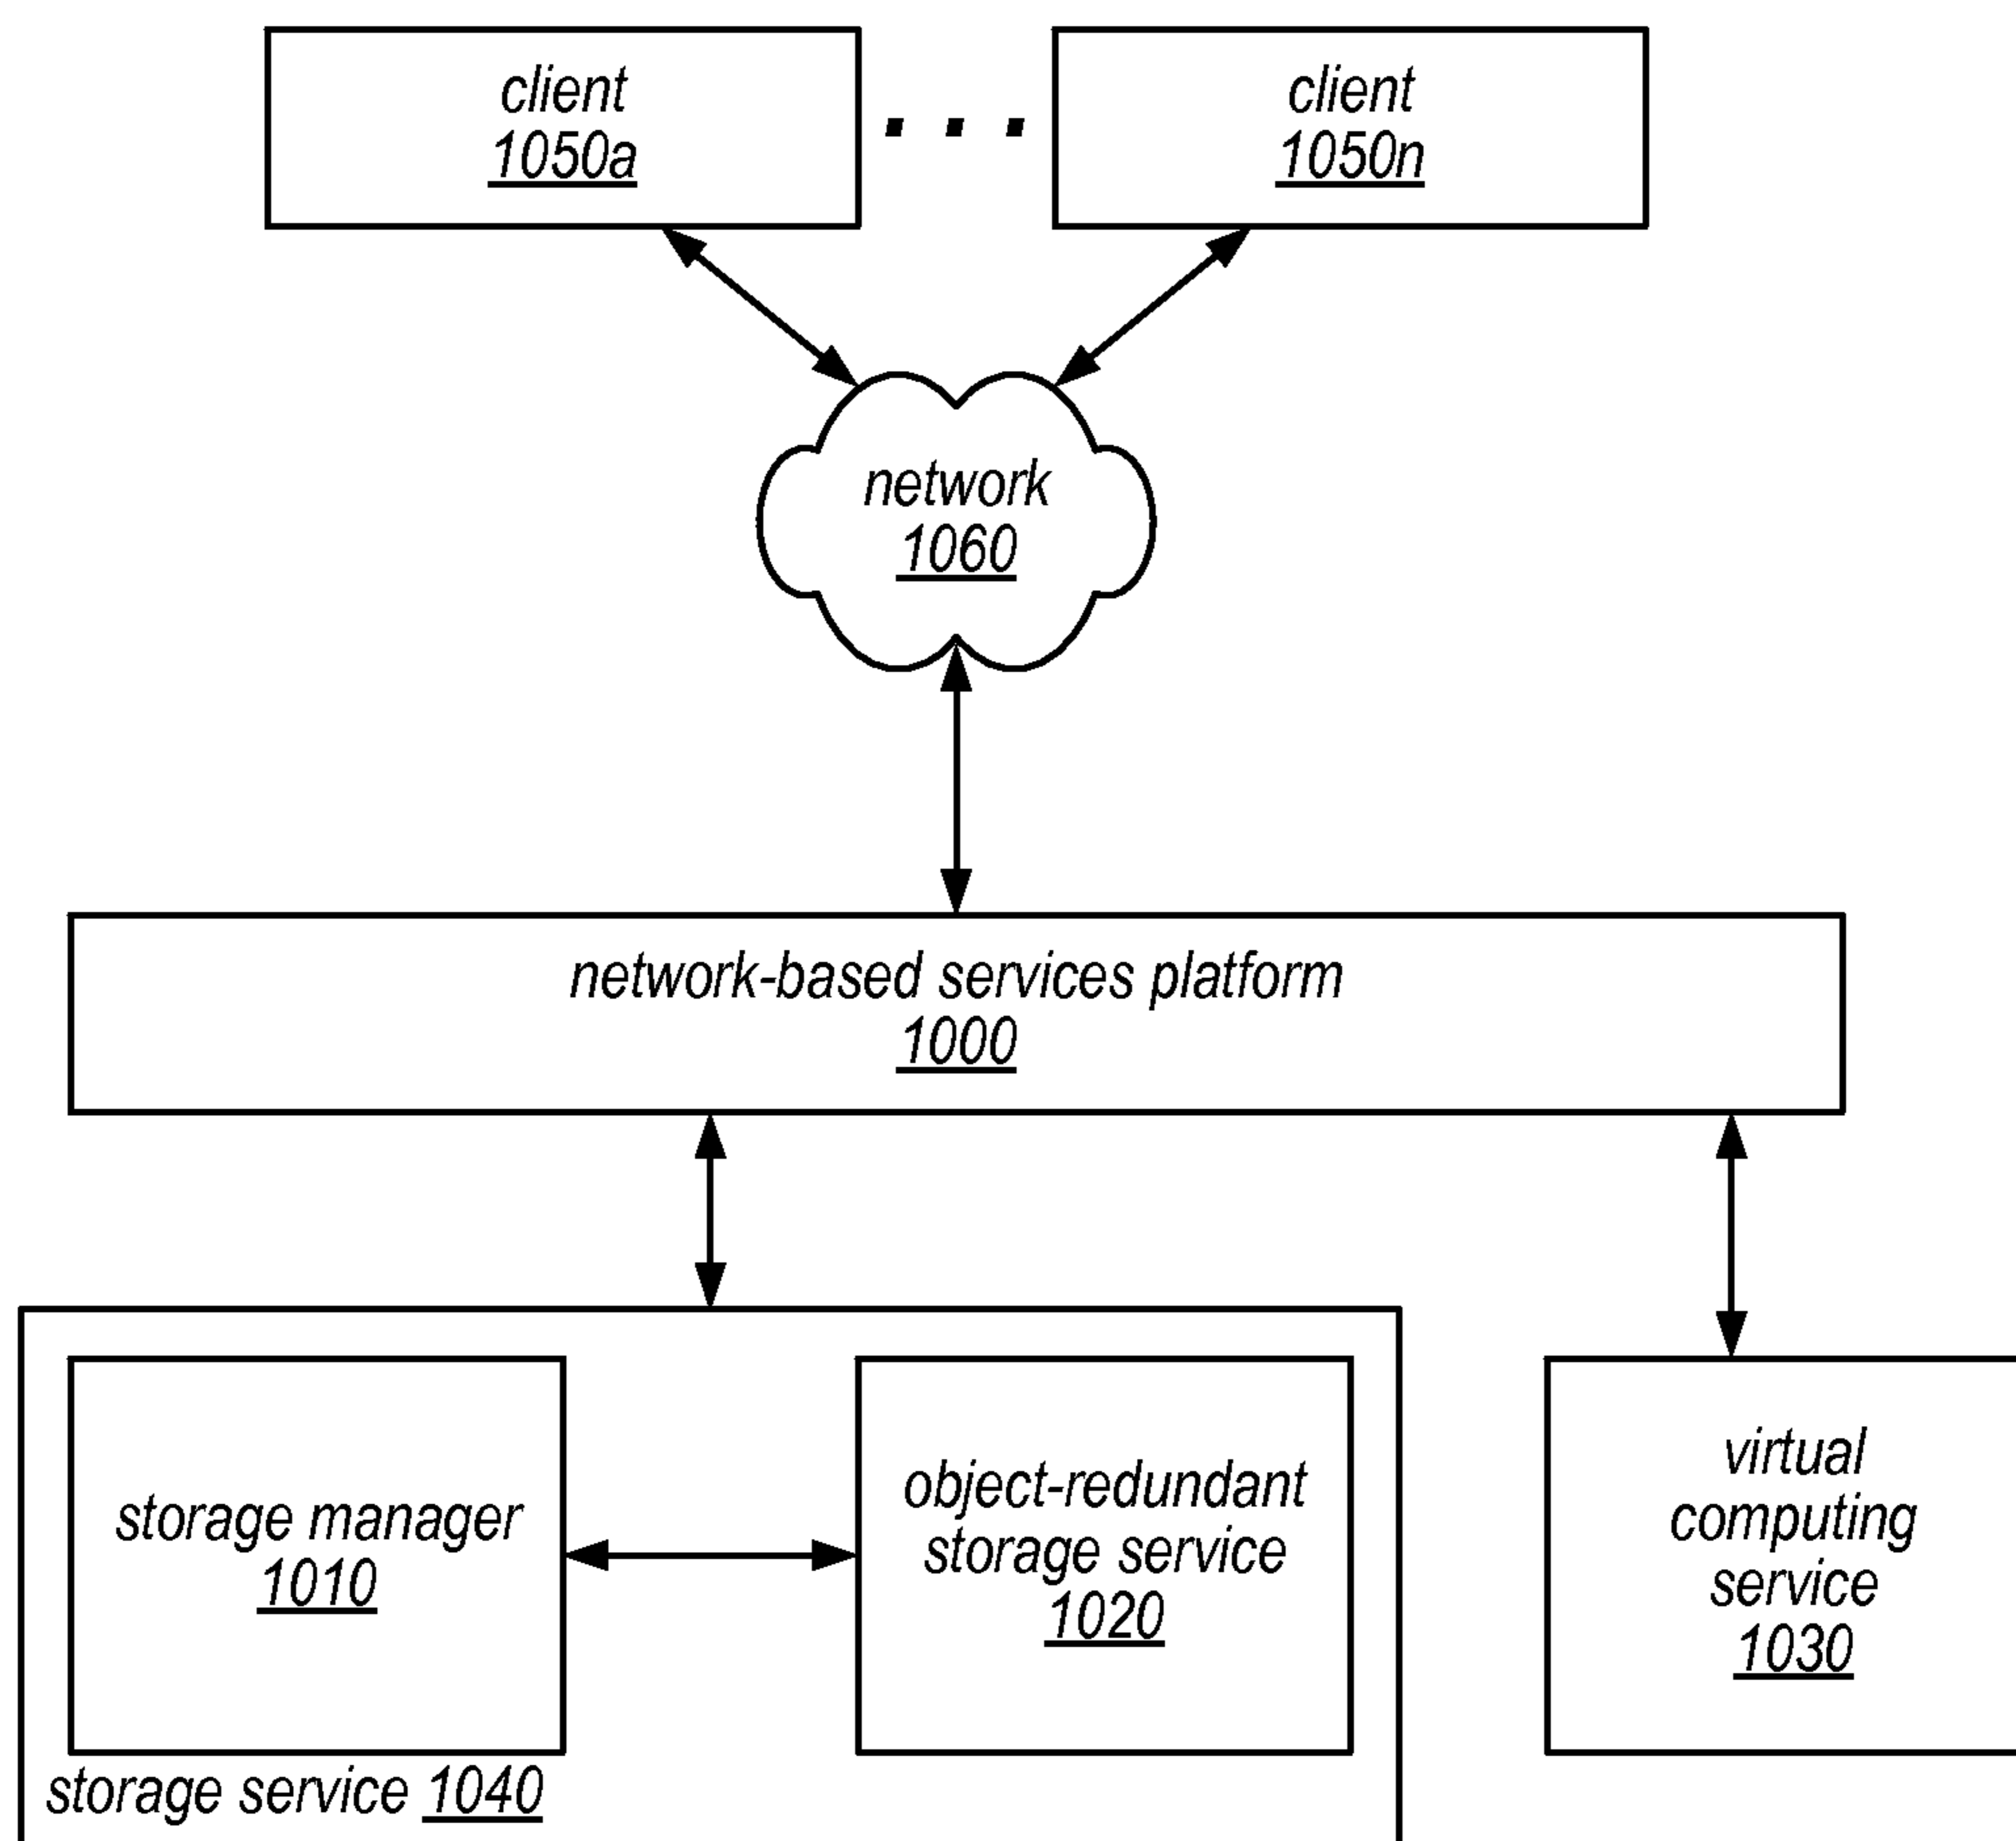 client
1050a
client
1050n
network
1060
network-based services platform
1000
storage manager
1010
object-redundant
storage service
1020
virtual
computing
service
1030
storage service 1040